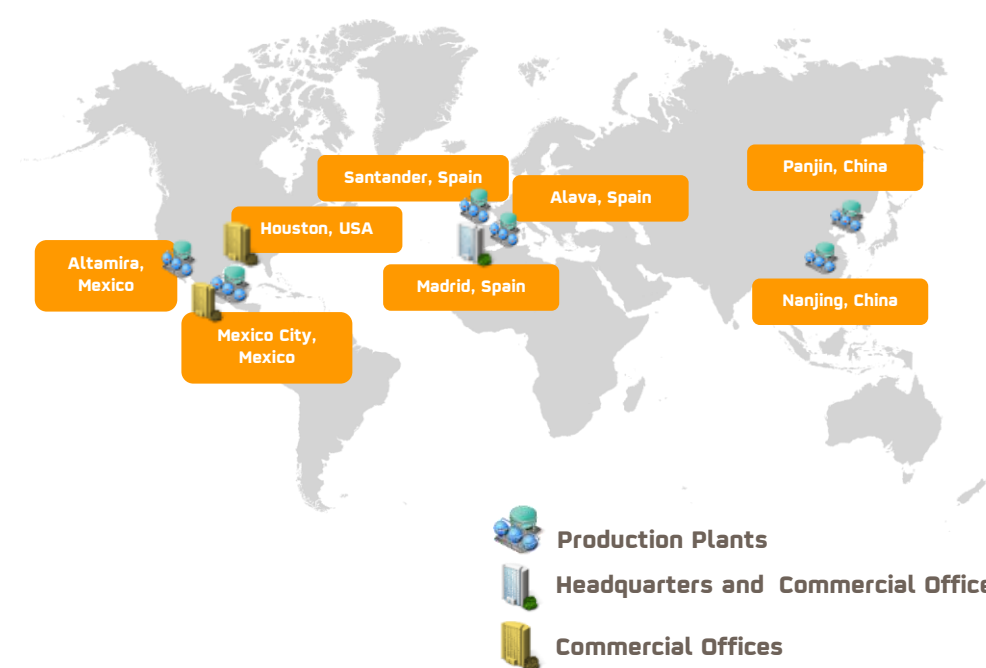 Santander, Spain
Panjin, China
Alava, Spain
Houston, USA
Altamira,
Mexico
Madrid, Spain
Nanjing, China
Mexico City,
Mexico
Production Plants
Headquarters and  Commercial Office
Commercial Offices